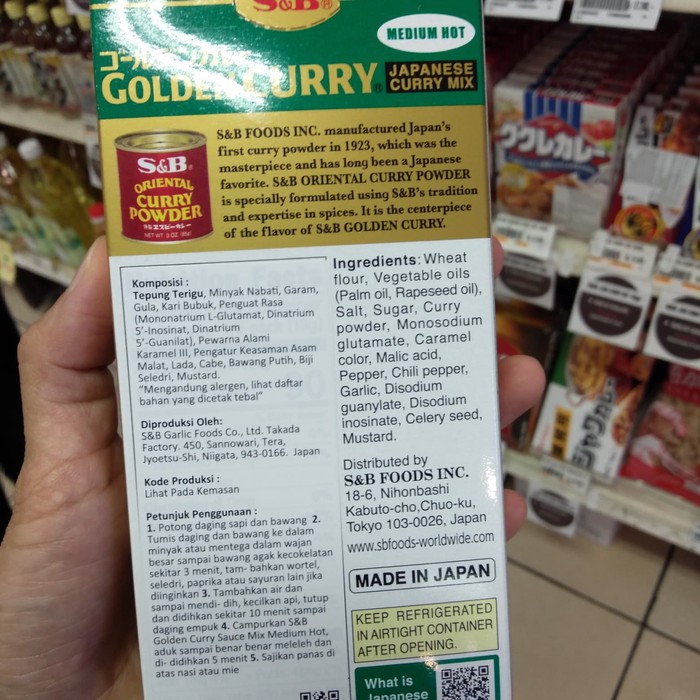 S&B®
MEDIUM HOT
ゴールデンカレー
GOLDEN CURRY®
JAPANESE
CURRY MIX
S&B®
ORIENTAL
CURRY
POWDER
NET WT. 3 OZ. (85g)
S&B FOODS INC. manufactured Japan's
first curry powder in 1923, which was the
masterpiece and has long been a Japanese
favorite. S&B ORIENTAL CURRY POWDER
is specially formulated using S&B's tradition
and expertise in spices. It is the centerpiece
of the flavor of S&B GOLDEN CURRY.
Komposisi :
Tepung Terigu, Minyak Nabati, Garam,
Gula, Kari Bubuk, Penguat Rasa
(Mononatrium L-Glutamat, Dinatrium
5'-Inosinat, Dinatrium
5'-Guanilat), Pewarna Alami
Karamel III, Pengatur Keasaman Asam
Malat, Lada, Cabe, Bawang Putih, Biji
Seledri, Mustard.
"Mengandung alergen, lihat daftar
bahan yang dicetak tebal"
Diproduksi Oleh:
S&B Garlic Foods Co., Ltd. Takada
Factory. 450, Sannowari, Tera,
Jyoetsu-Shi, Niigata, 943-0166. Japan
Kode Produksi :
Lihat Pada Kemasan
Petunjuk Penggunaan :
1. Potong daging sapi dan bawang 2.
Tumis daging dan bawang ke dalam
minyak atau mentega dalam wajan
besar sampai bawang agak kecokelatan
sekitar 3 menit, tam- bahkan wortel,
seledri, paprika atau sayuran lain jika
diinginkan 3. Tambahkan air dan
sampai mendi- dih, kecilkan api, tutup
dan didihkan sekitar 10 menit sampai
daging empuk 4. Campurkan S&B
Golden Curry Sauce Mix Medium Hot,
aduk sampai benar benar meleleh dan
di- didihkan 5 menit 5. Sajikan panas di
atas nasi atau mie
Ingredients: Wheat
flour, Vegetable oils
(Palm oil, Rapeseed oil),
Salt, Sugar, Curry
powder, Monosodium
glutamate, Caramel
color, Malic acid,
Pepper, Chili pepper,
Garlic, Disodium
guanylate, Disodium
inosinate, Celery seed,
Mustard.
Distributed by
S&B FOODS INC.
18-6, Nihonbashi
Kabuto-cho,Chuo-ku,
Tokyo 103-0026, Japan
www.sbfoods-worldwide.com
MADE IN JAPAN
KEEP REFRIGERATED
IN AIRTIGHT CONTAINER
AFTER OPENING.
What is
Japanese
ククレカレー